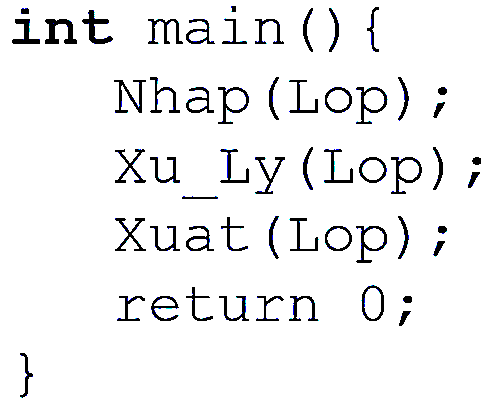 int main(){
Nhap(Lop);
Xu_Ly(Lop);
Xuat(Lop);
return 0;
}